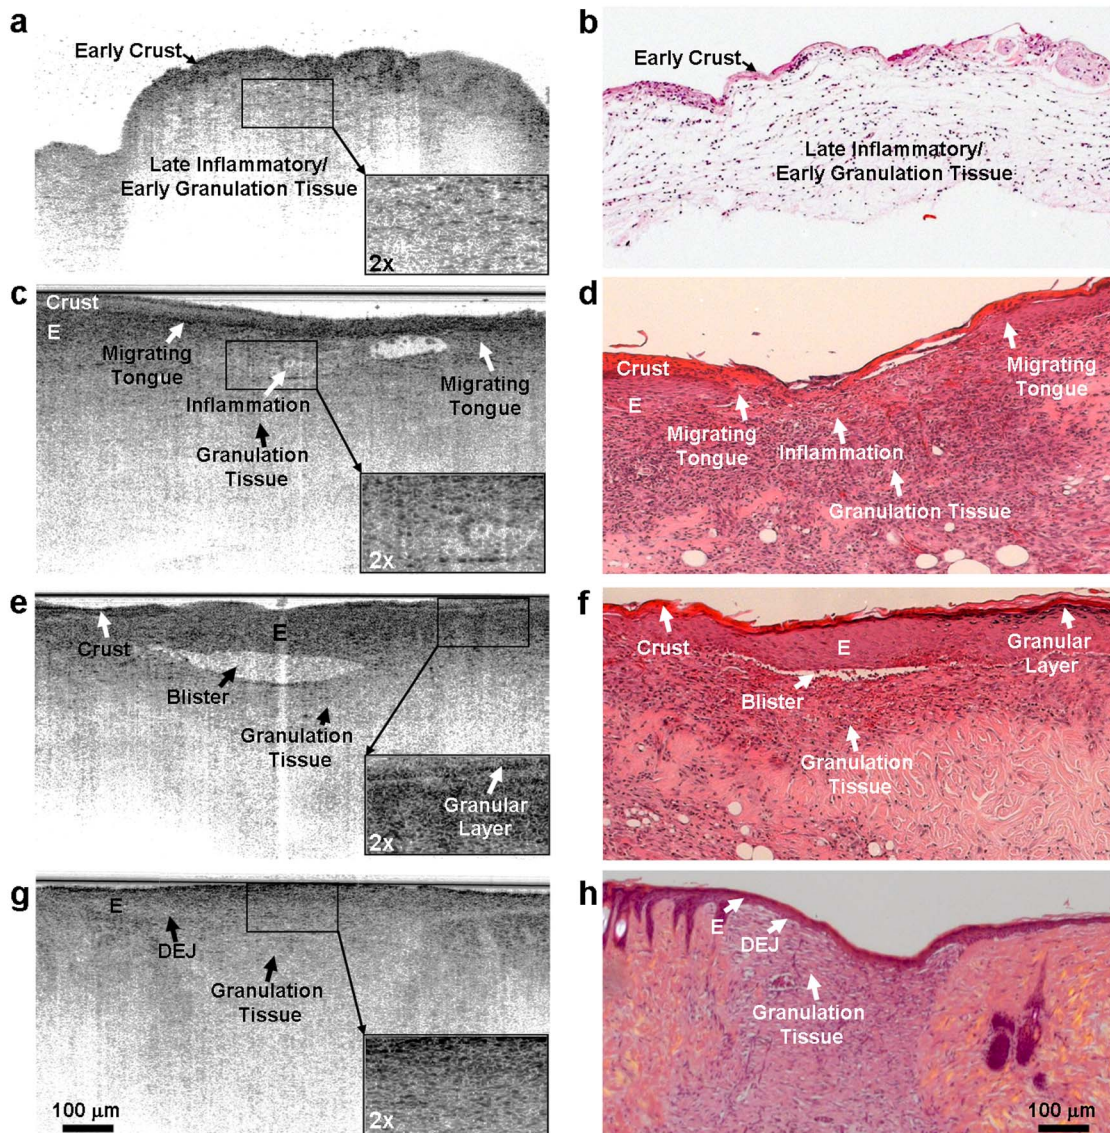 a
Early Crust
Late Inflammatory/
Early Granulation Tissue
2x
b
Early Crust
Late Inflammatory/
Early Granulation Tissue
c
Crust
E
Migrating
Tongue
Inflammation
Granulation
Tissue
Migrating
Tongue
2x
d
Crust
E
Migrating
Tongue
Inflammation
Granulation Tissue
Migrating
Tongue
e
Crust
E
Blister
Granulation
Tissue
Granular
Layer
2x
f
Crust
E
Blister
Granulation
Tissue
Granular
Layer
g
E
DEJ
Granulation
Tissue
2x
100 μm
h
E
DEJ
Granulation
Tissue
100 μm